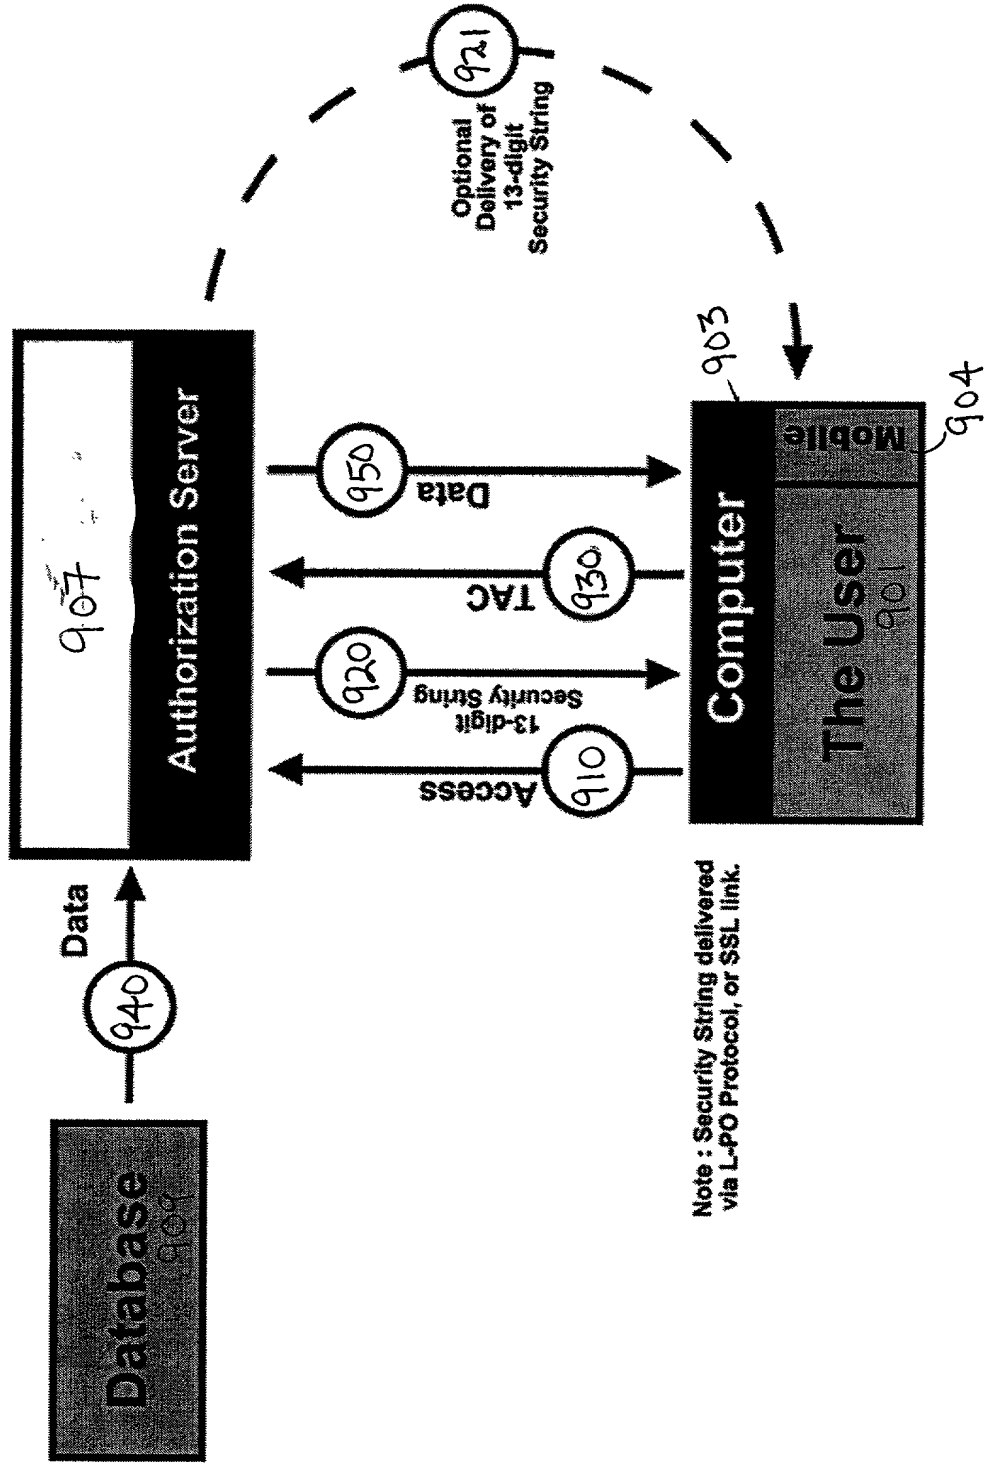 Database
909
940
Data
907
Authorization Server
Access
910
13-digit
Security String
920
TAC
930
Data
950
Optional
Delivery of
13-digit
Security String
921
Computer
903
The User
901
Mobile
904
Note : Security String delivered
via L-PO Protocol, or SSL link.